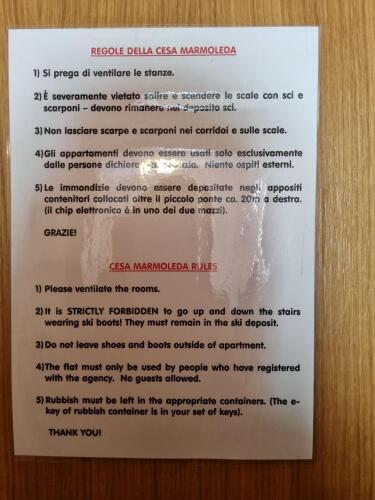 REGOLE DELLA CESA MARMOLEDA
1) Si prega di ventilare le stanze.
2) È severamente vietato salire e scendere le scale con sci e
scarponi – devono rimanere nel deposito sci.
3) Non lasciare scarpe e scarponi nei corridoi e sulle scale.
4)Gli appartamenti devono essere usati solo esclusivamente
dalle persone Niente ospiti esterni.
5) Le immondizie devono essere depositate negli appositi
contenitori collocati oltre il piccolo ponte ca. 20m a destra.
(il chip elettronico è in uno dei due mazzi).
GRAZIE!
CESA MARMOLEDA RULES
1) Please ventilate the rooms.
2) It is STRICTLY FORBIDDEN to go up and down the stairs
wearing ski boots! They must remain in the ski deposit.
3) Do not leave shoes and boots outside of apartment.
4)The flat must only be used by people who have registered
with the agency. No guests allowed.
5) Rubbish must be left in the appropriate containers. (The e-
key of rubbish container is in your set of keys).
THANK YOU!